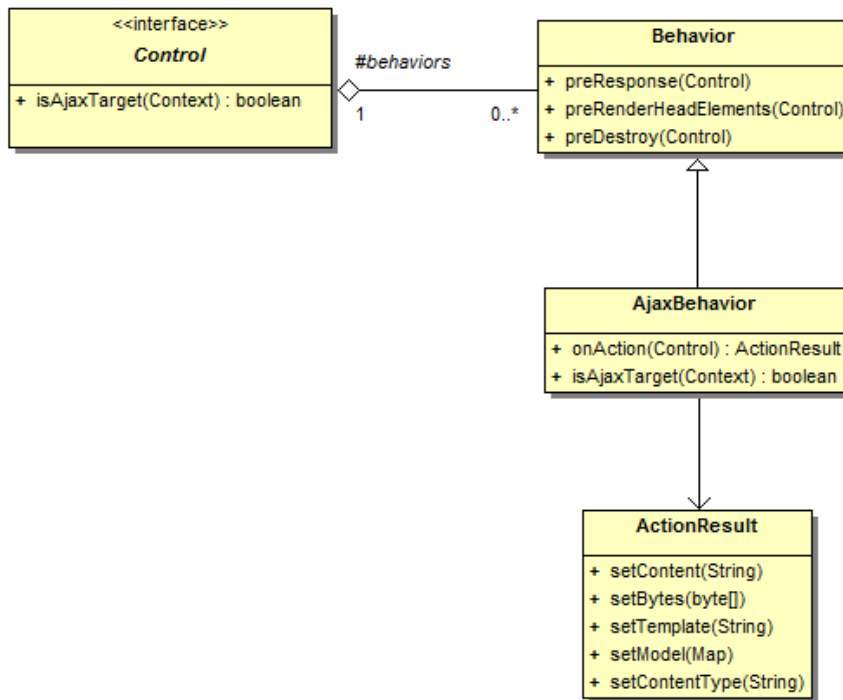 <<interface>>
Control
+ isAjaxTarget(Context) : boolean
#behaviors
1
0..*
Behavior
+ preResponse(Control)
+ preRenderHeadElements(Control)
+ preDestroy(Control)
AjaxBehavior
+ onAction(Control) : ActionResult
+ isAjaxTarget(Context) : boolean
ActionResult
+ setContent(String)
+ setBytes(byte[])
+ setTemplate(String)
+ setModel(Map)
+ setContentType(String)